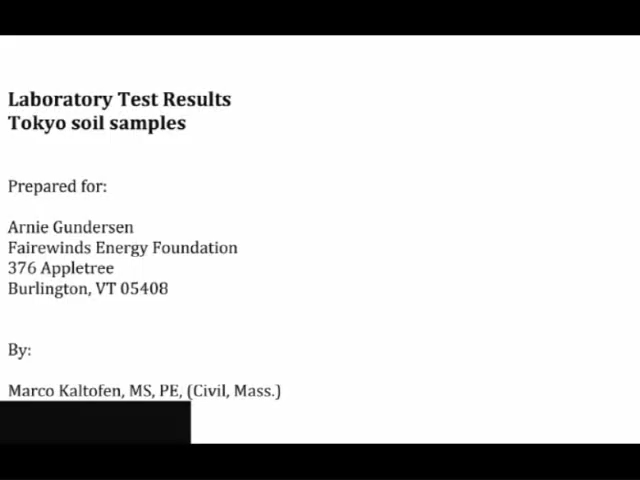 Laboratory Test Results
Tokyo soil samples
Prepared for:
Arnie Gundersen
Fairewinds Energy Foundation
376 Appletree
Burlington, VT 05408
By:
Marco Kaltofen, MS, PE, (Civil, Mass.)